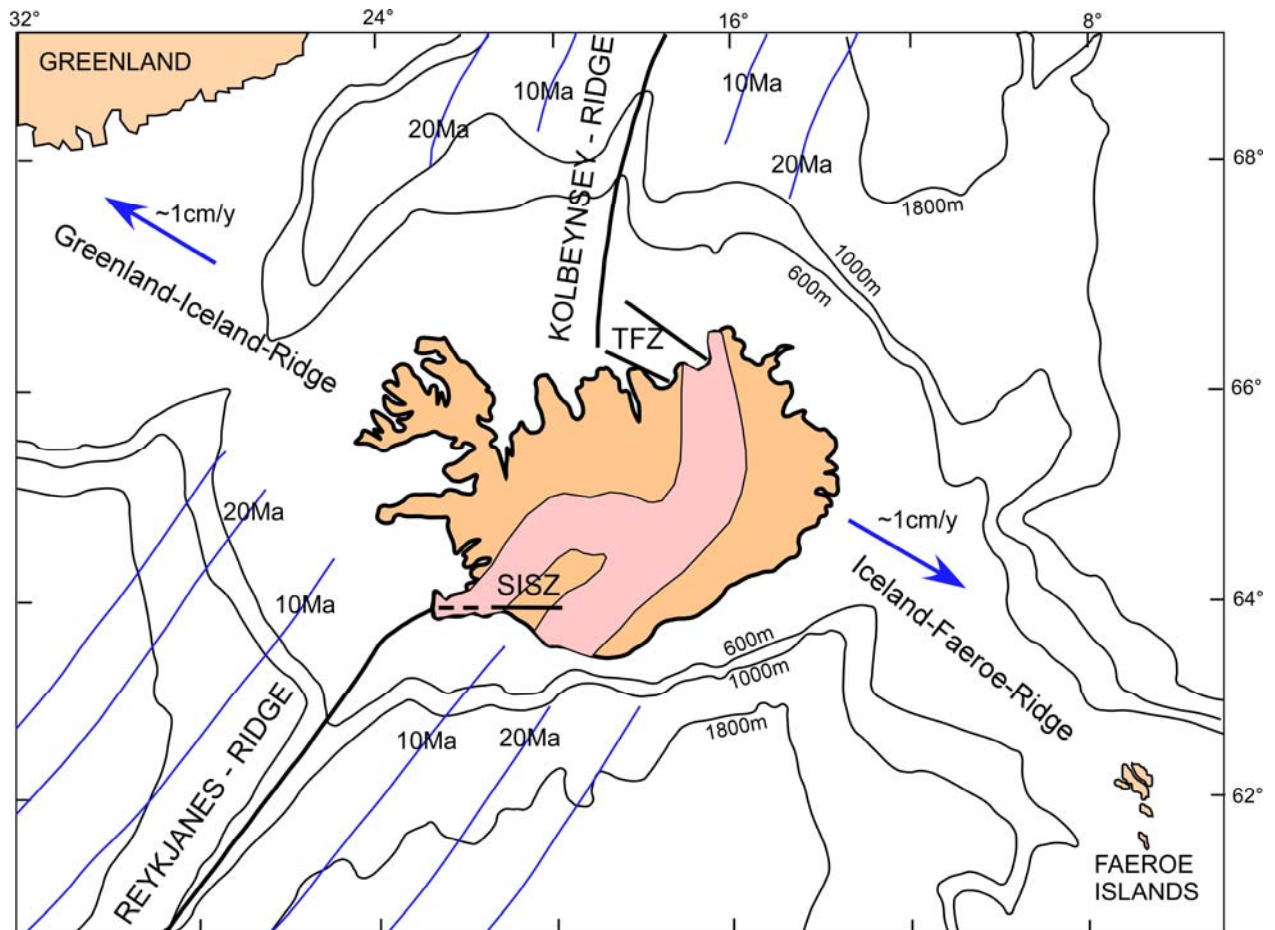 32°
24°
16°
8°
GREENLAND
10Ma
10Ma
20Ma
20Ma
KOLBEYNSEY - RIDGE
68°
1800m
~1cm/y
Greenland-Iceland-Ridge
1000m
600m
TFZ
66°
20Ma
~1cm/y
Iceland-Faeroe-Ridge
SISZ
10Ma
64°
600m
1000m
REYKJANES - RIDGE
10Ma
20Ma
1800m
62°
FAEROE
ISLANDS